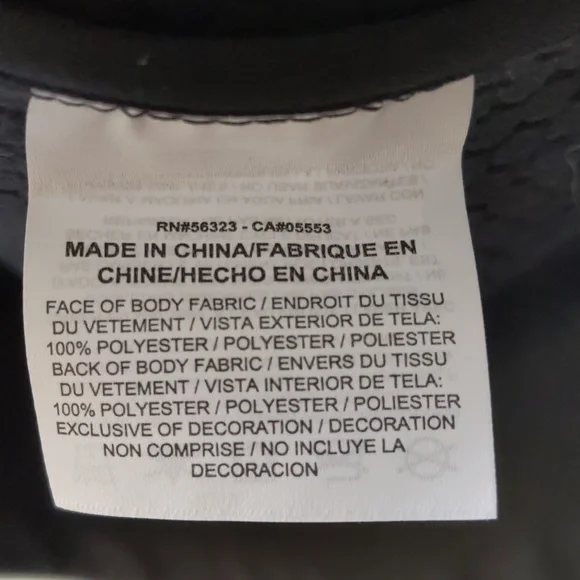 RN#56323 - CA#05553
MADE IN CHINA/FABRIQUE EN
CHINE/HECHO EN CHINA
FACE OF BODY FABRIC / ENDROIT DU TISSU
DU VETEMENT / VISTA EXTERIOR DE TELA:
100% POLYESTER / POLYESTER / POLIESTER
BACK OF BODY FABRIC / ENVERS DU TISSU
DU VETEMENT / VISTA INTERIOR DE TELA:
100% POLYESTER / POLYESTER / POLIESTER
EXCLUSIVE OF DECORATION / DECORATION
NON COMPRISE / NO INCLUYE LA
DECORACION